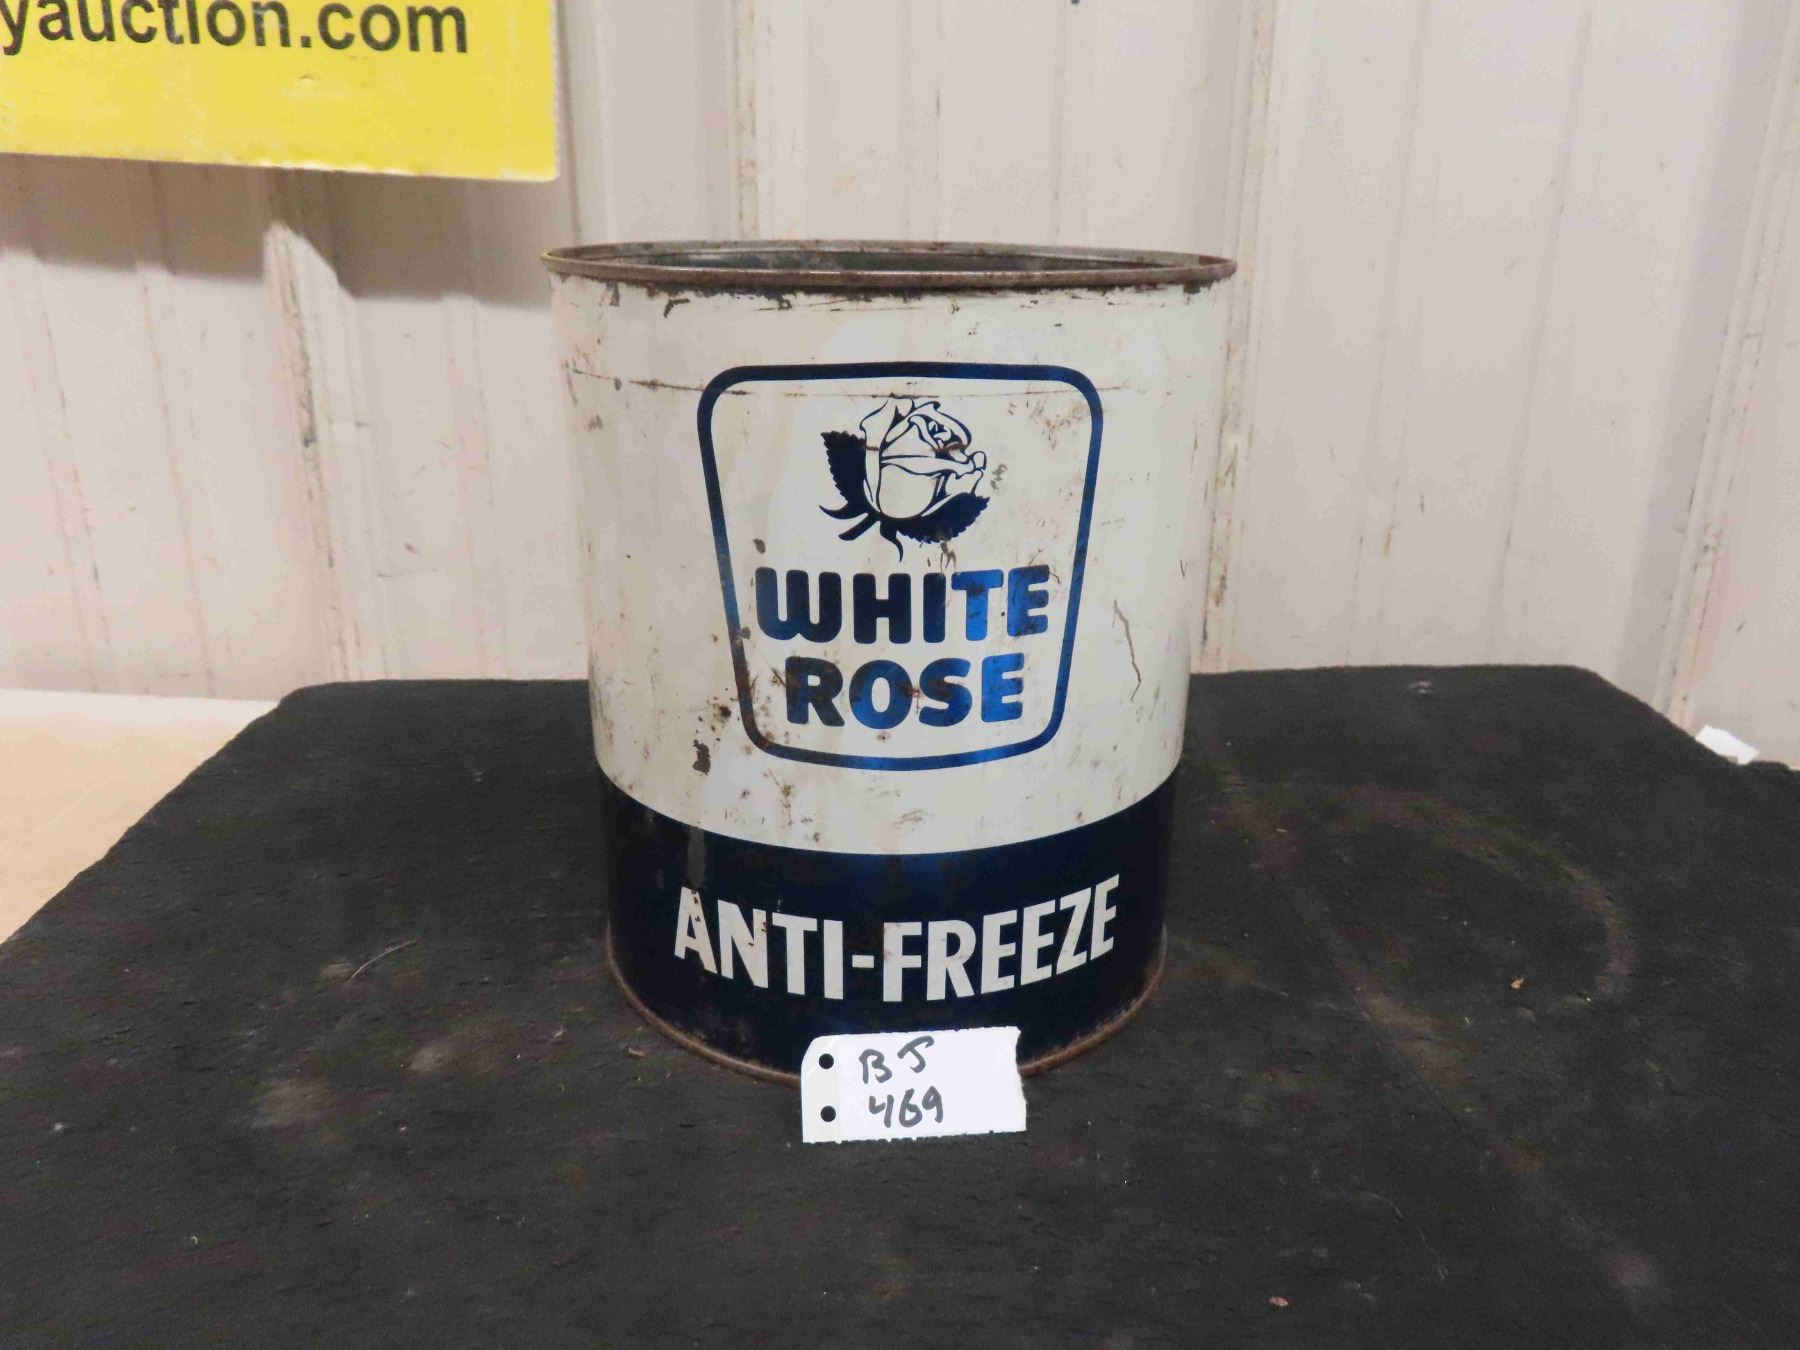 yauction.com
WHITE
ROSE
ANTI-FREEZE
BJ
469